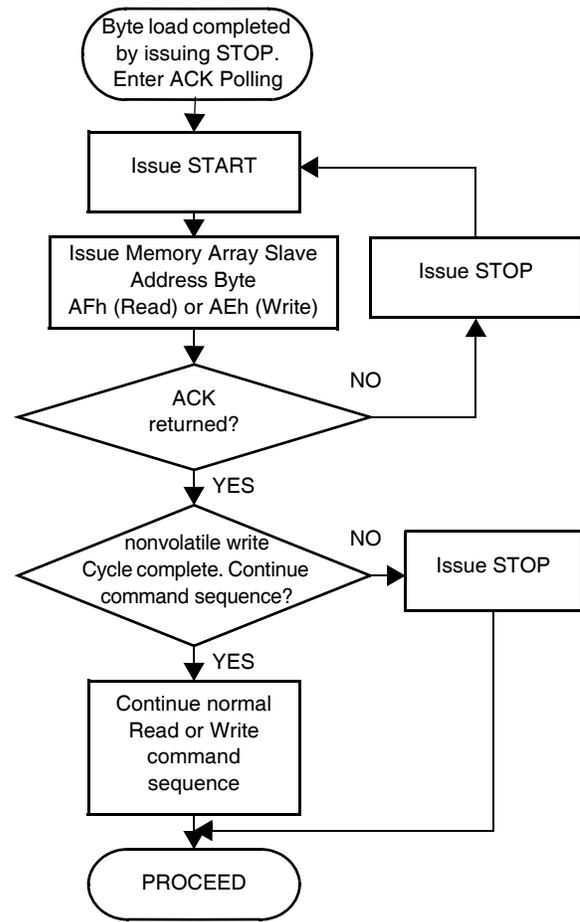 Byte load completed
by issuing STOP.
Enter ACK Polling
Issue START
Issue Memory Array Slave
Address Byte
AFh (Read) or AEh (Write)
Issue STOP
ACK
returned?
NO
YES
nonvolatile write
Cycle complete. Continue
command sequence?
NO
Issue STOP
YES
Continue normal
Read or Write
command
sequence
PROCEED